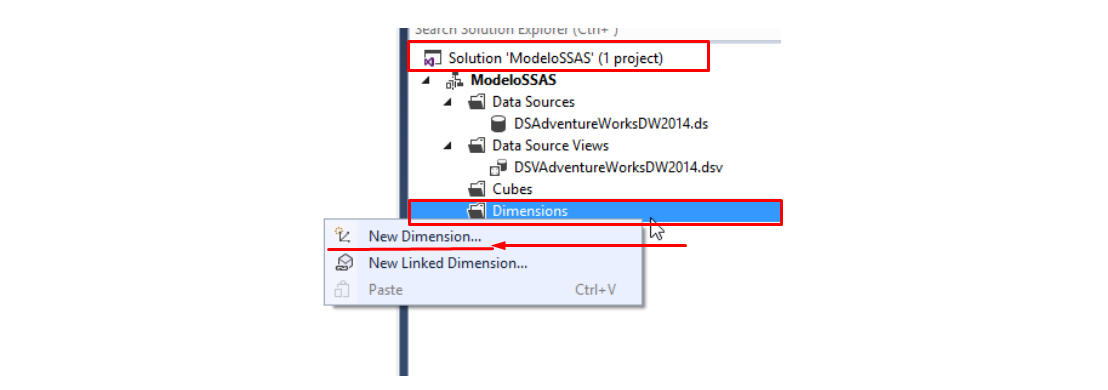 Search Solution Explorer (Ctrl+ )
Solution 'ModeloSSAS' (1 project)
ModeloSSAS
Data Sources
DSAdventureWorksDW2014.ds
Data Source Views
DSVAdventureWorksDW2014.dsv
Cubes
Dimensions
New Dimension...
New Linked Dimension...
Paste Ctrl+V